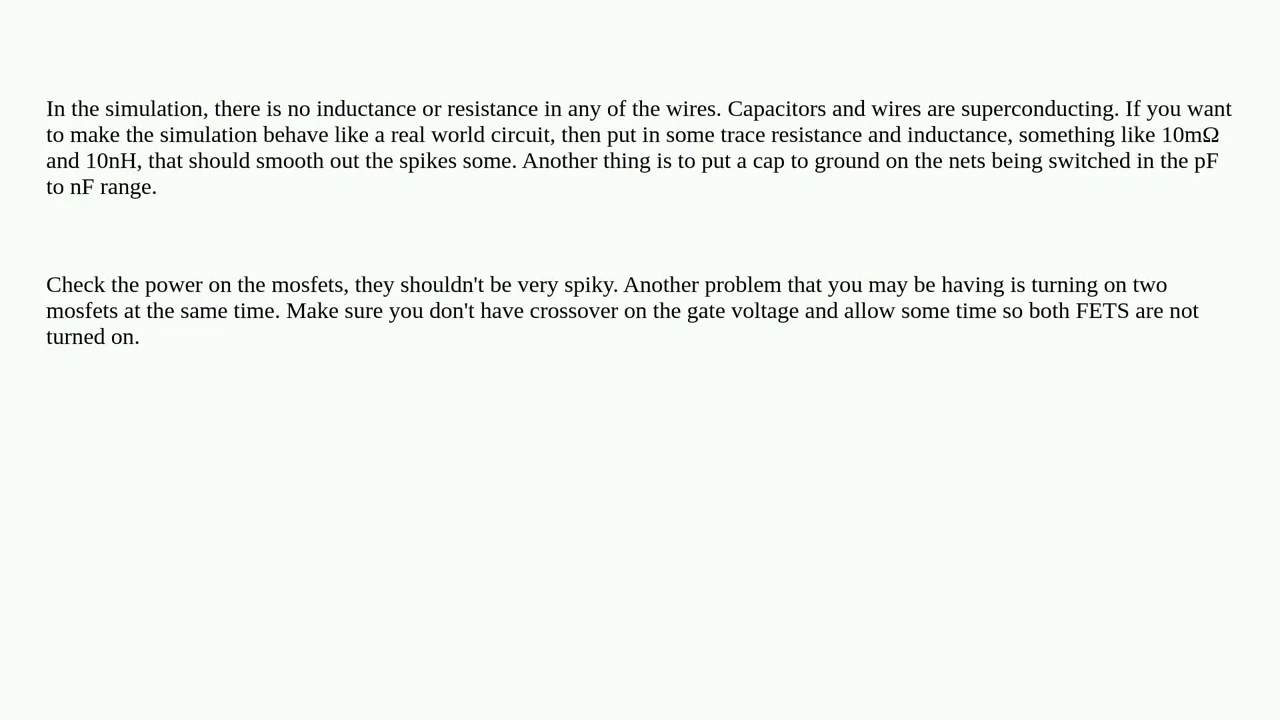 In the simulation, there is no inductance or resistance in any of the wires. Capacitors and wires are superconducting. If you want
to make the simulation behave like a real world circuit, then put in some trace resistance and inductance, something like 10mΩ
and 10nH, that should smooth out the spikes some. Another thing is to put a cap to ground on the nets being switched in the pF
to nF range.
Check the power on the mosfets, they shouldn't be very spiky. Another problem that you may be having is turning on two
mosfets at the same time. Make sure you don't have crossover on the gate voltage and allow some time so both FETS are not
turned on.